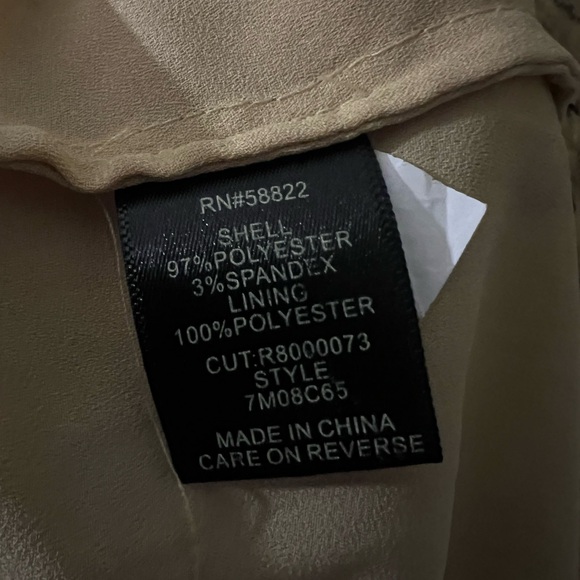 RN#58822
SHELL
97%POLYESTER
3%SPANDEX
LINING
100%POLYESTER
CUT:R8000073
STYLE
7M08C65
MADE IN CHINA
CARE ON REVERSE